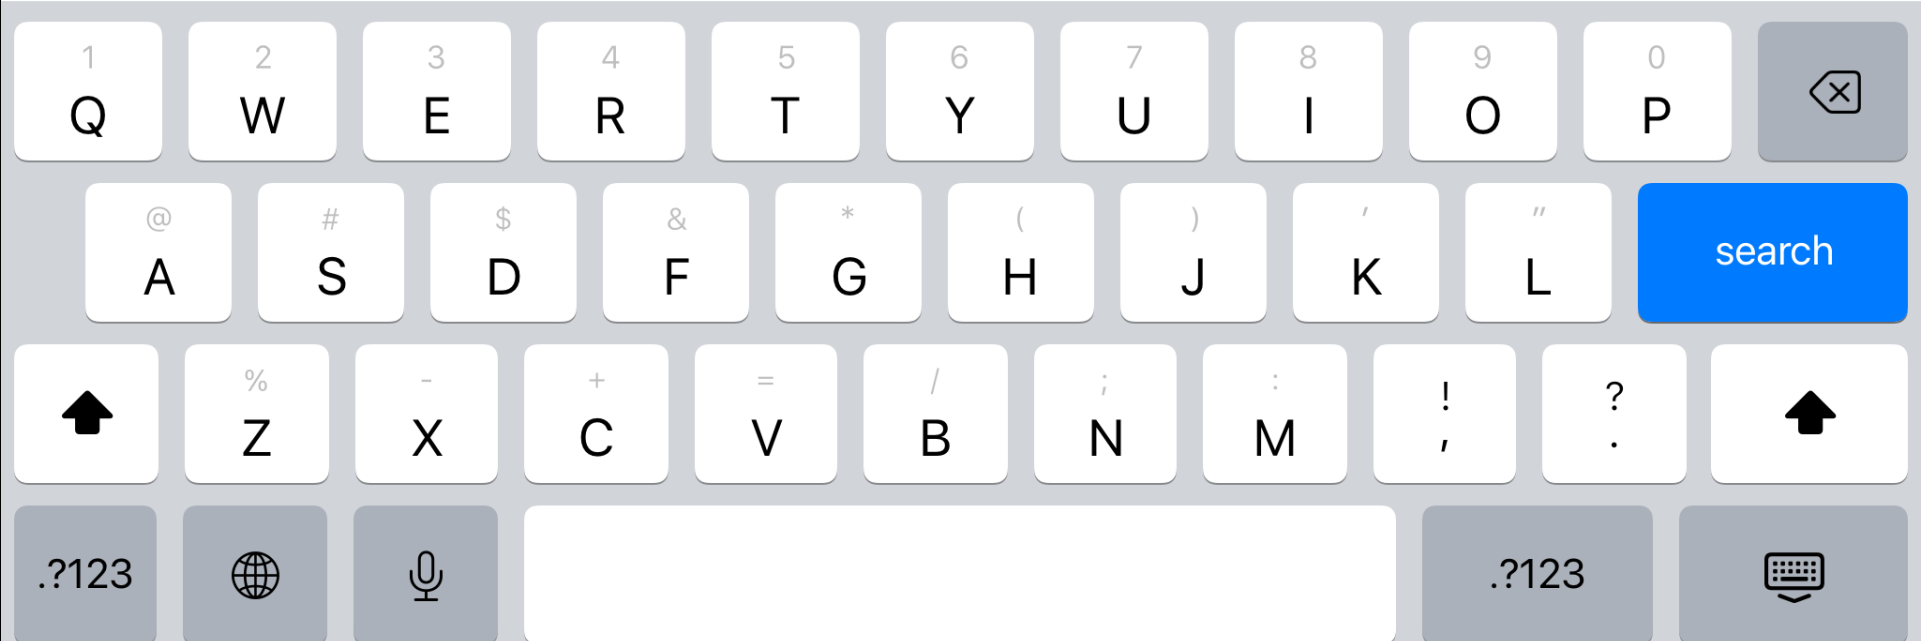 1 2 3 4 5 6 7 8 9 0
Q W E R T Y U I O P
@ # $ & * ( ) ' "
A S D F G H J K L search
% - + = / ; : ! ?
Z X C V B N M , .
.?123 .?123